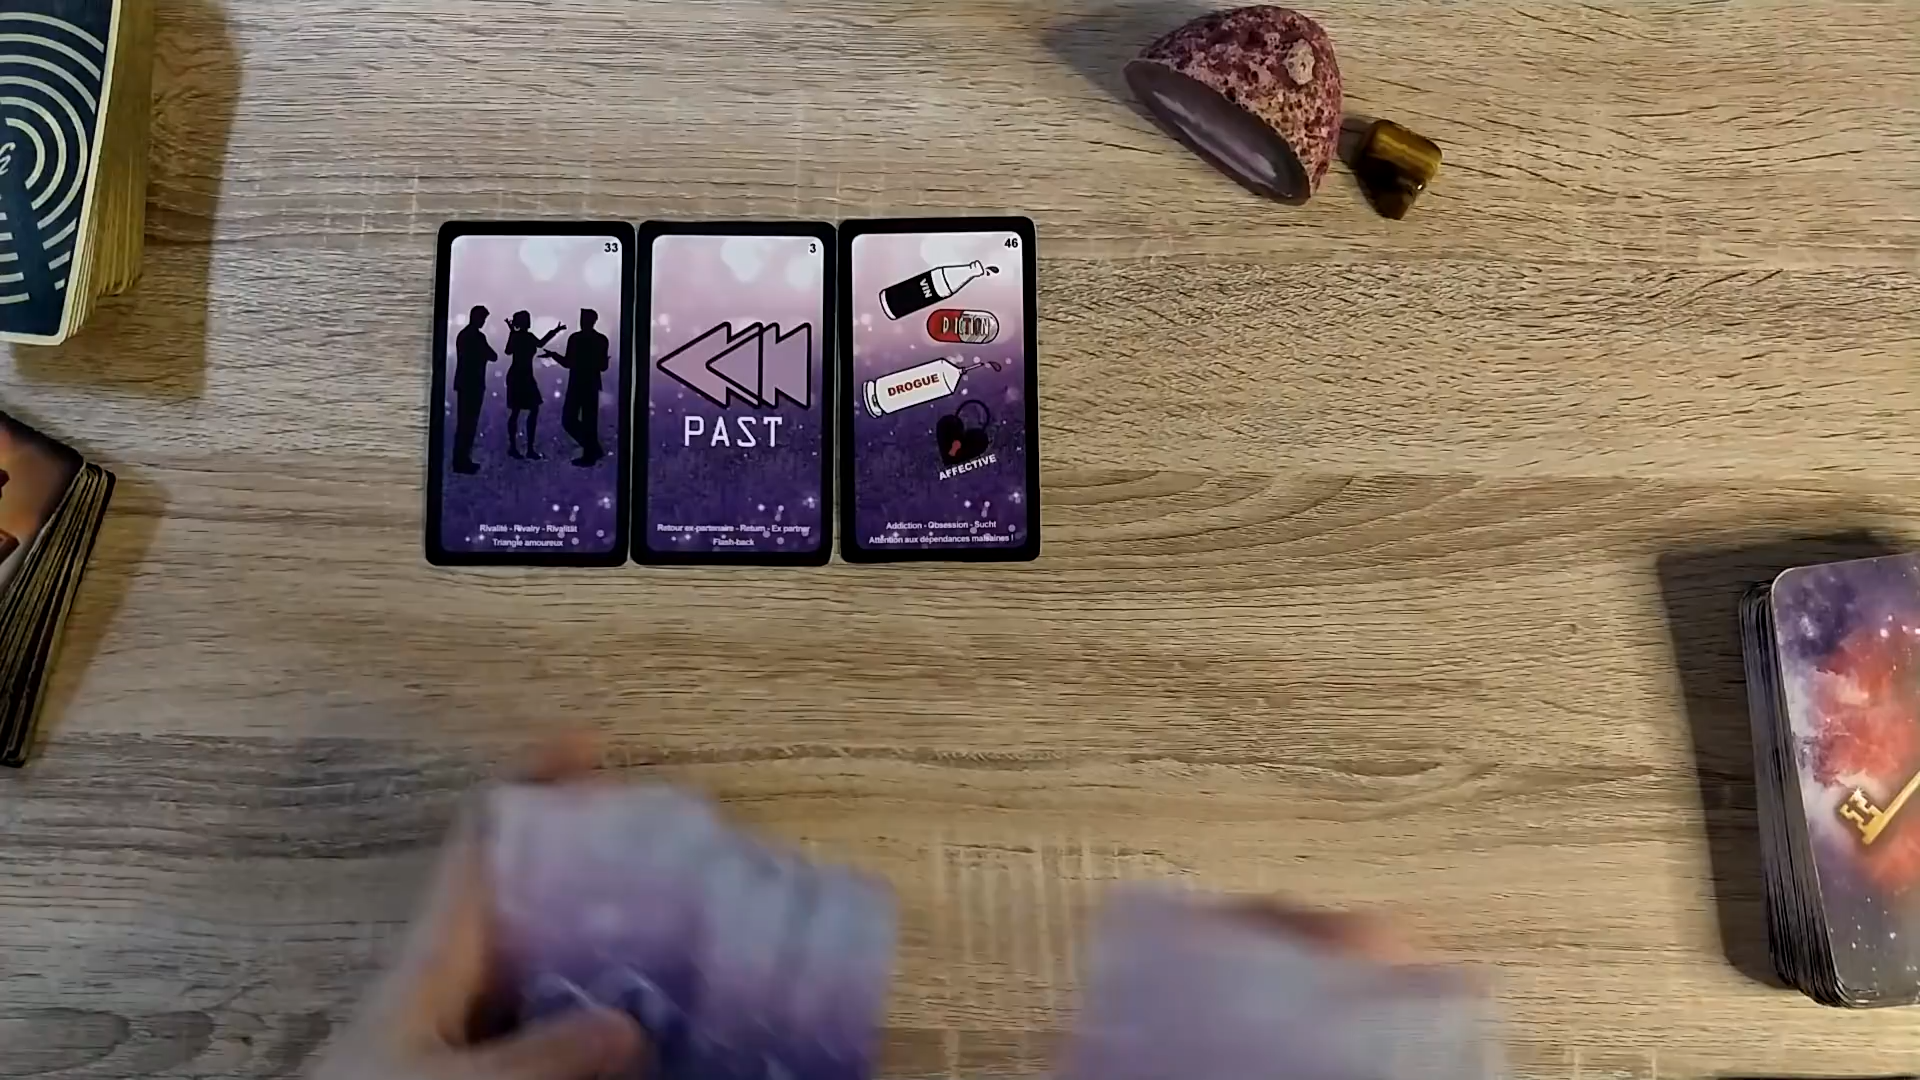 33
Rivalité - Rivalry - Rivalität
Triangle amoureux
3
PAST
Retour ex-partenaire - Return - Ex partner
Flash-back
46
VIN
DROGUE
AFFECTIVE
Addiction - Obsession - Sucht
Attention aux dépendances malsaines !